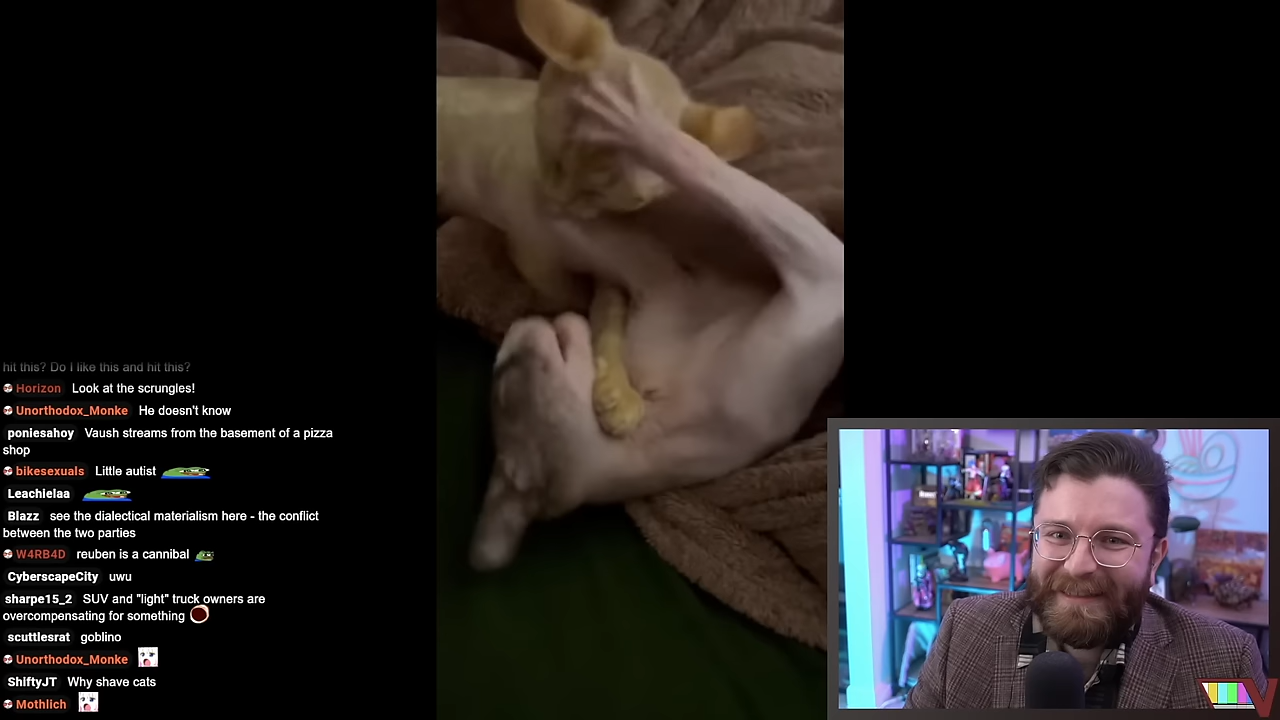 hit this? Do I like this and hit this?
Horizon Look at the scrungles!
Unorthodox_Monke He doesn't know
poniesahoy Vaush streams from the basement of a pizza
shop
bikesexuals Little autist
Leachielaa
Blazz see the dialectical materialism here - the conflict
between the two parties
W4RB4D reuben is a cannibal
CyberscapeCity uwu
sharpe15_2 SUV and "light" truck owners are
overcompensating for something
scuttlesrat goblino
Unorthodox_Monke
ShiftyJT Why shave cats
Mothlich
V